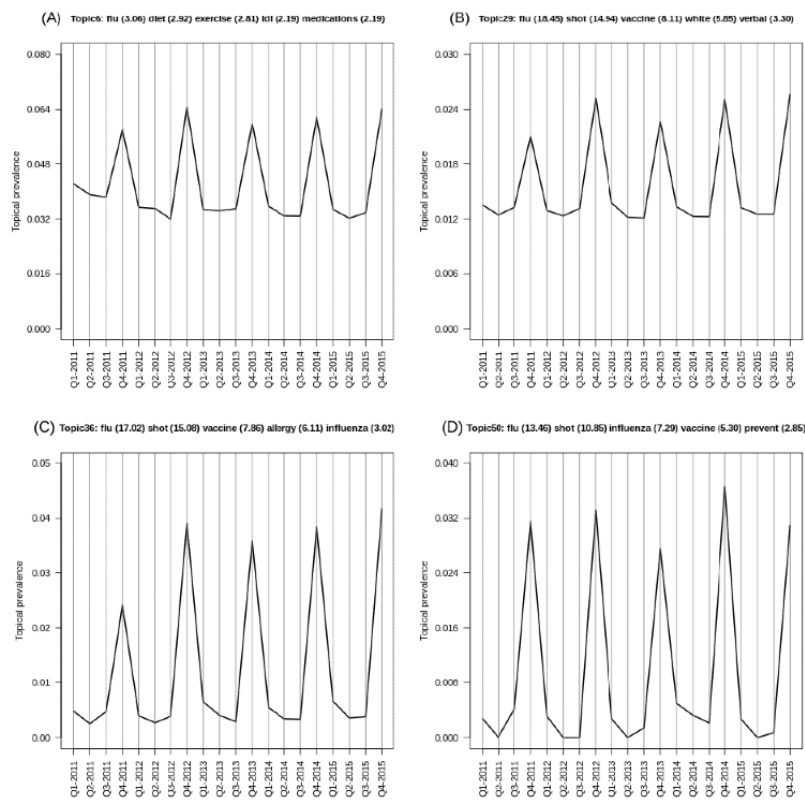 (A) Topic6: flu (3.06) diet (2.92) exercise (2.81) ldl (2.19) medications (2.19)
0.080
0.064
0.048
0.032
0.016
0.000
Topical prevalence
Q1-2011
Q2-2011
Q3-2011
Q4-2011
Q1-2012
Q2-2012
Q3-2012
Q4-2012
Q1-2013
Q2-2013
Q3-2013
Q4-2013
Q1-2014
Q2-2014
Q3-2014
Q4-2014
Q1-2015
Q2-2015
Q3-2015
Q4-2015
(B) Topic29: flu (18.45) shot (14.94) vaccine (8.11) white (5.85) verbal (3.30)
0.030
0.024
0.018
0.012
0.006
0.000
Topical prevalence
Q1-2011
Q2-2011
Q3-2011
Q4-2011
Q1-2012
Q2-2012
Q3-2012
Q4-2012
Q1-2013
Q2-2013
Q3-2013
Q4-2013
Q1-2014
Q2-2014
Q3-2014
Q4-2014
Q1-2015
Q2-2015
Q3-2015
Q4-2015
(C) Topic36: flu (17.02) shot (15.08) vaccine (7.86) allergy (6.11) influenza (3.02)
0.05
0.04
0.03
0.02
0.01
0.00
Topical prevalence
Q1-2011
Q2-2011
Q3-2011
Q4-2011
Q1-2012
Q2-2012
Q3-2012
Q4-2012
Q1-2013
Q2-2013
Q3-2013
Q4-2013
Q1-2014
Q2-2014
Q3-2014
Q4-2014
Q1-2015
Q2-2015
Q3-2015
Q4-2015
(D) Topic50: flu (13.46) shot (10.85) influenza (7.29) vaccine (5.30) prevent (2.85)
0.040
0.032
0.024
0.016
0.008
0.000
Topical prevalence
Q1-2011
Q2-2011
Q3-2011
Q4-2011
Q1-2012
Q2-2012
Q3-2012
Q4-2012
Q1-2013
Q2-2013
Q3-2013
Q4-2013
Q1-2014
Q2-2014
Q3-2014
Q4-2014
Q1-2015
Q2-2015
Q3-2015
Q4-2015